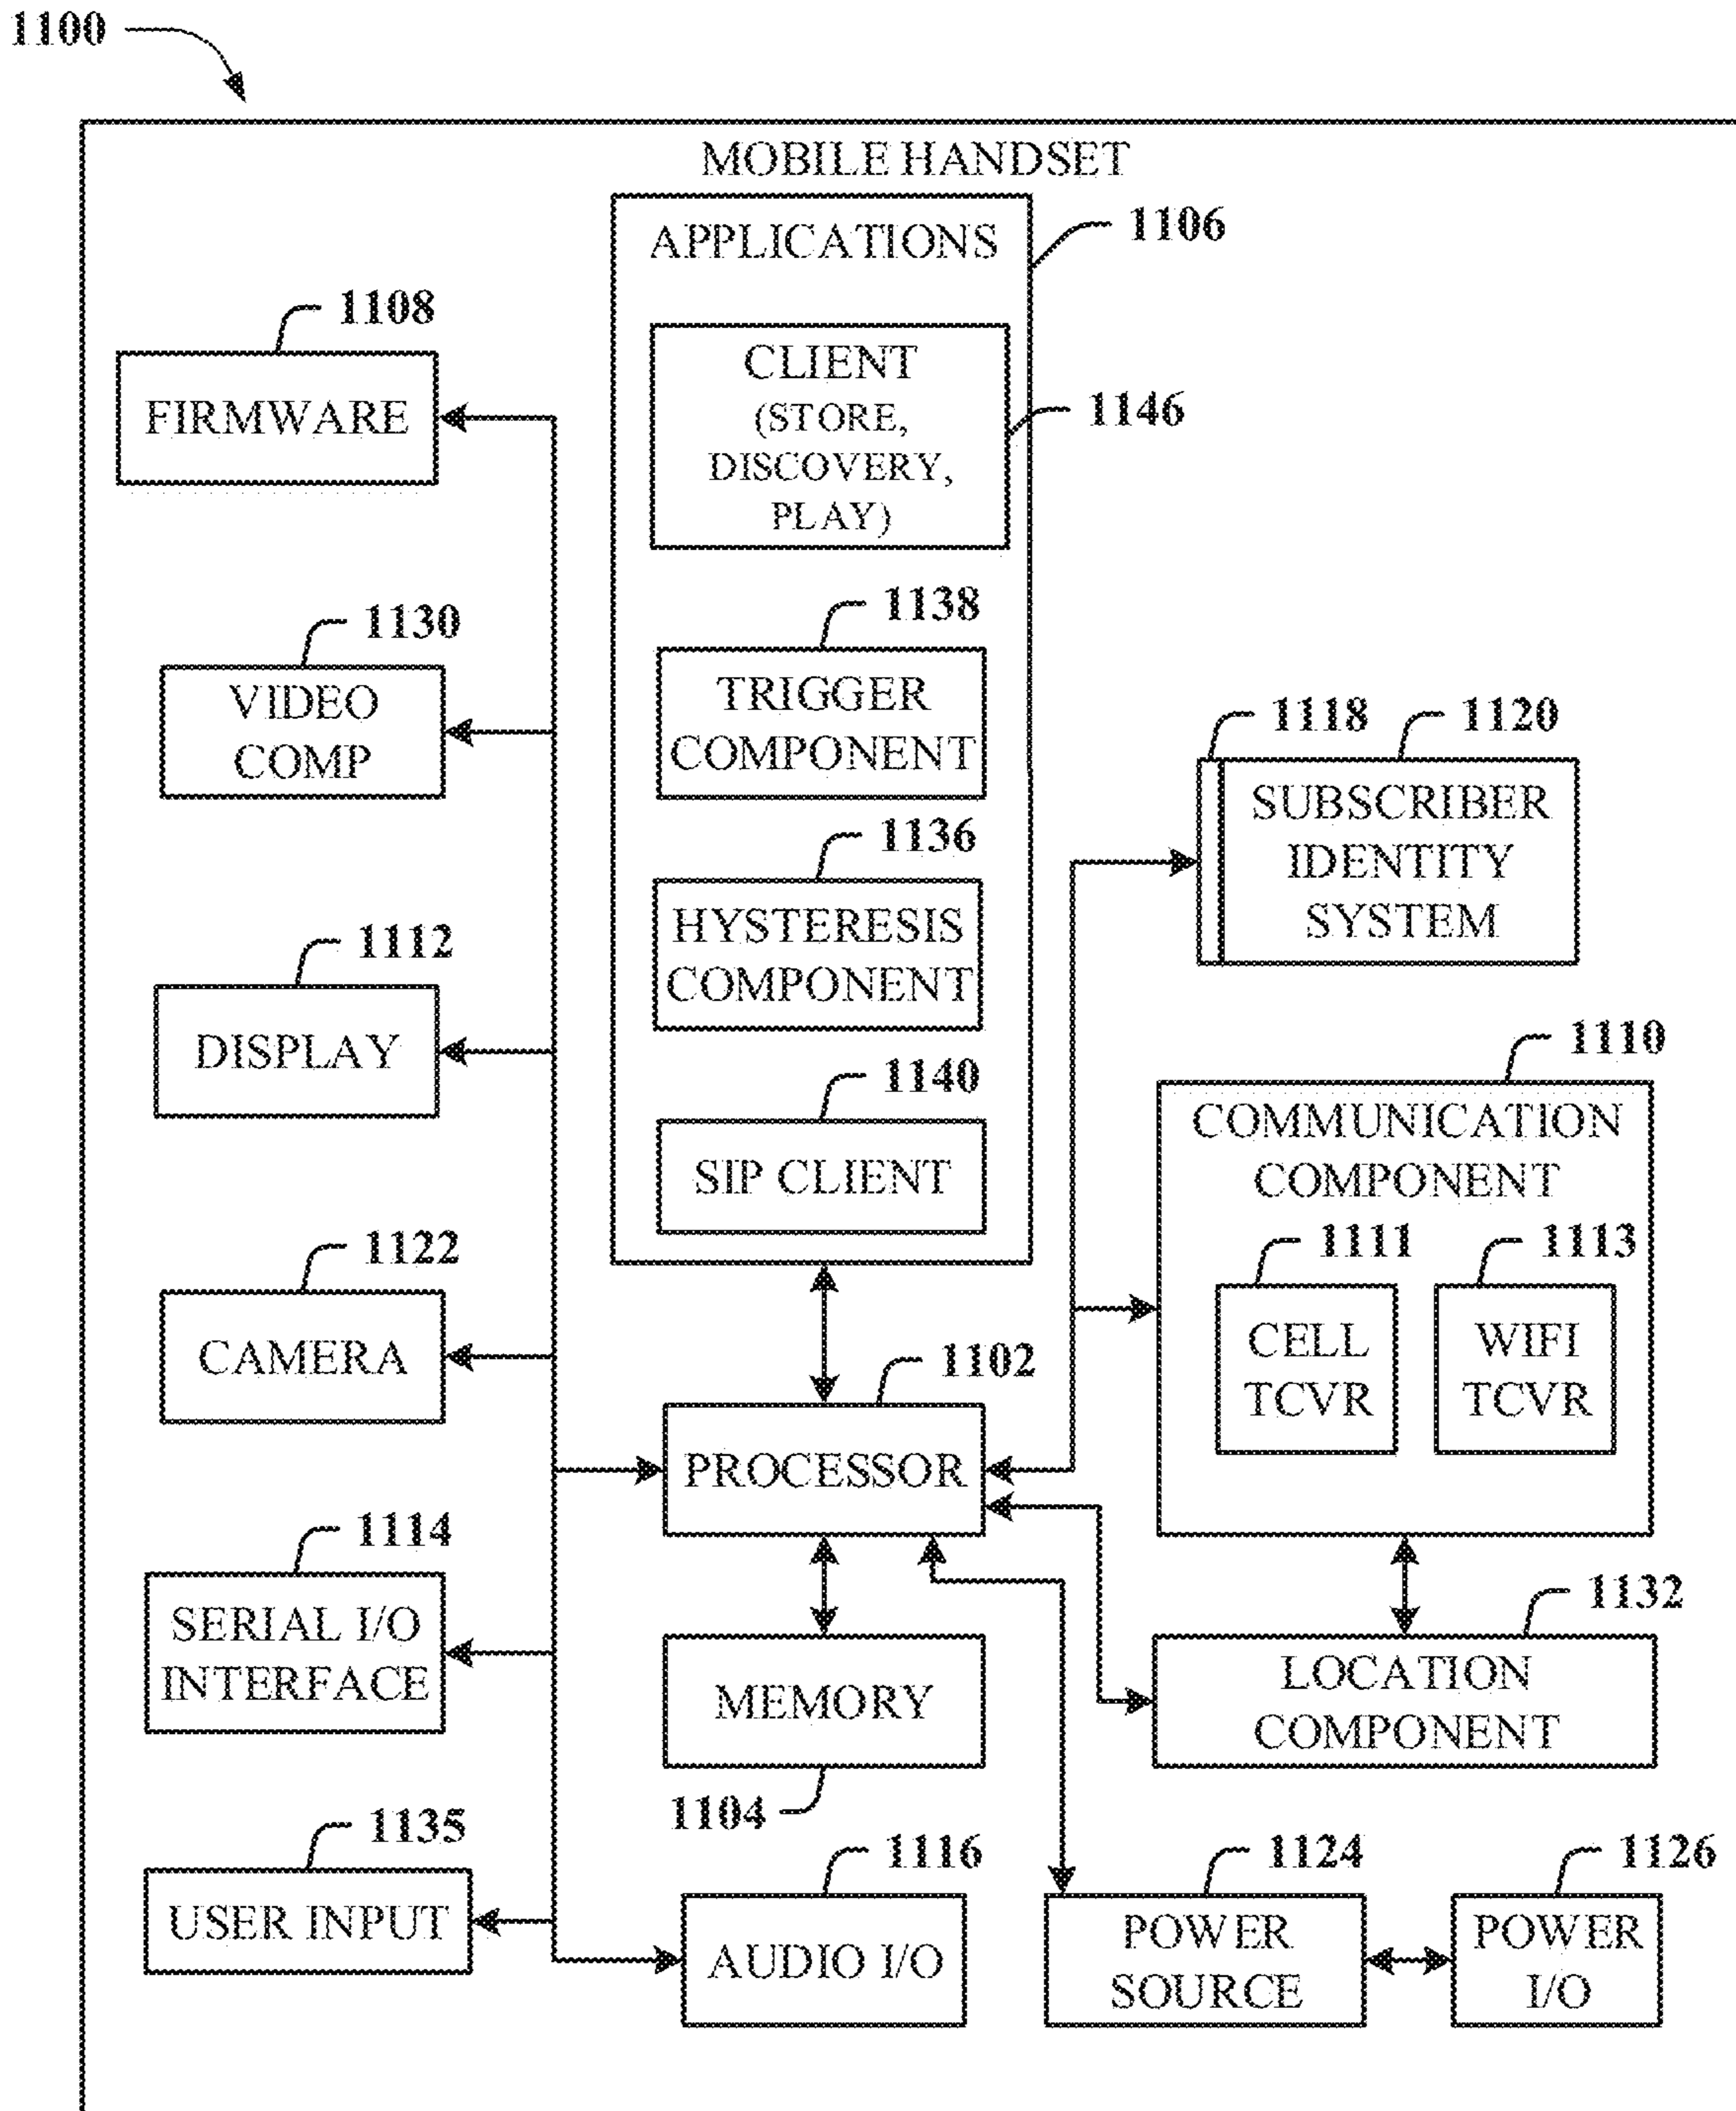 1100
MOBILE HANDSET
APPLICATIONS
1106
CLIENT
(STORE,
DISCOVERY,
PLAY)
1146
1108
FIRMWARE
1138
TRIGGER
COMPONENT
1130
VIDEO
COMP
1118
1120
SUBSCRIBER
IDENTITY
SYSTEM
1136
HYSTERESIS
COMPONENT
1112
DISPLAY
1140
SIP CLIENT
1110
COMMUNICATION
COMPONENT
1111
CELL
TCVR
1113
WIFI
TCVR
1122
CAMERA
1102
PROCESSOR
1114
SERIAL I/O
INTERFACE
MEMORY
1104
1132
LOCATION
COMPONENT
1135
USER INPUT
1116
AUDIO I/O
1124
POWER
SOURCE
1126
POWER
I/O